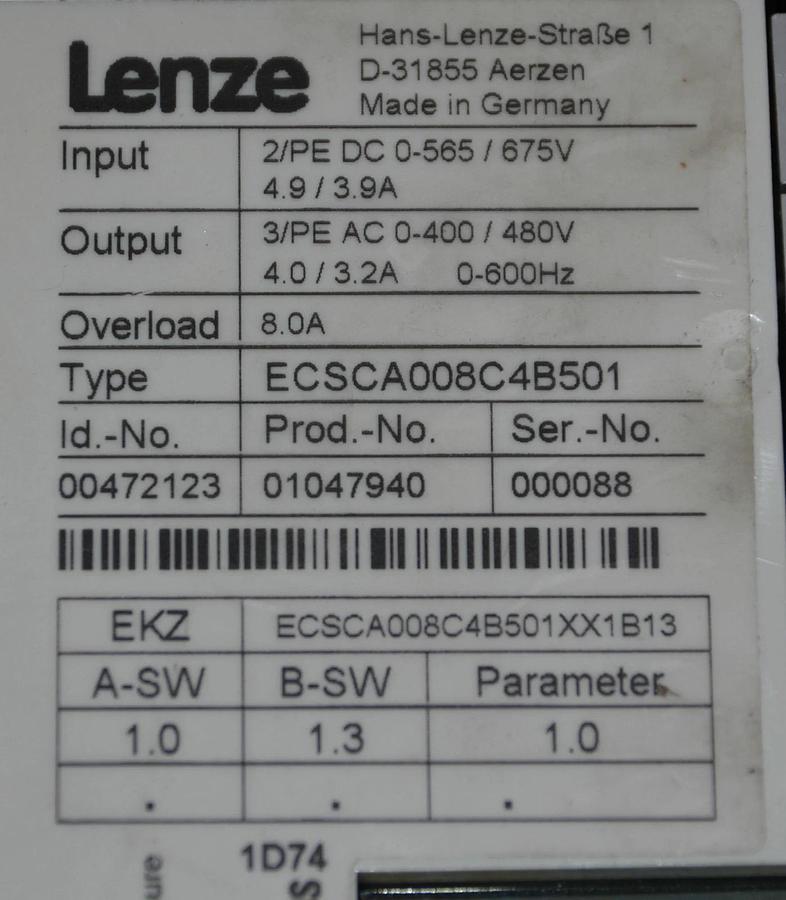 Lenze
Hans-Lenze-Straße 1
D-31855 Aerzen
Made in Germany
Input 2/PE DC 0-565 / 675V
4.9 / 3.9A
Output 3/PE AC 0-400 / 480V
4.0 / 3.2A 0-600Hz
Overload 8.0A
Type ECSCA008C4B501
Id.-No. Prod.-No. Ser.-No.
00472123 01047940 000088
EKZ ECSCA008C4B501XX1B13
A-SW B-SW Parameter
1.0 1.3 1.0
. . .
1D74